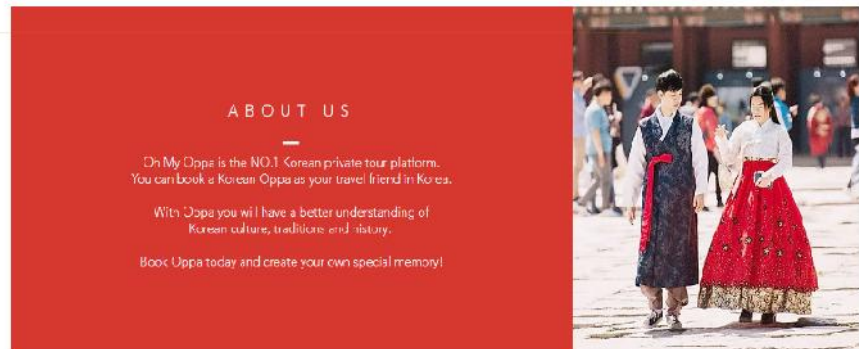 ABOUT US
Oh My Oppa is the NO.1 Korean private tour platform.
You can book a Korean Oppa as your travel friend in Korea.
With Oppa you will have a better understanding of
Korean culture, traditions and history.
Book Oppa today and create your own special memory!